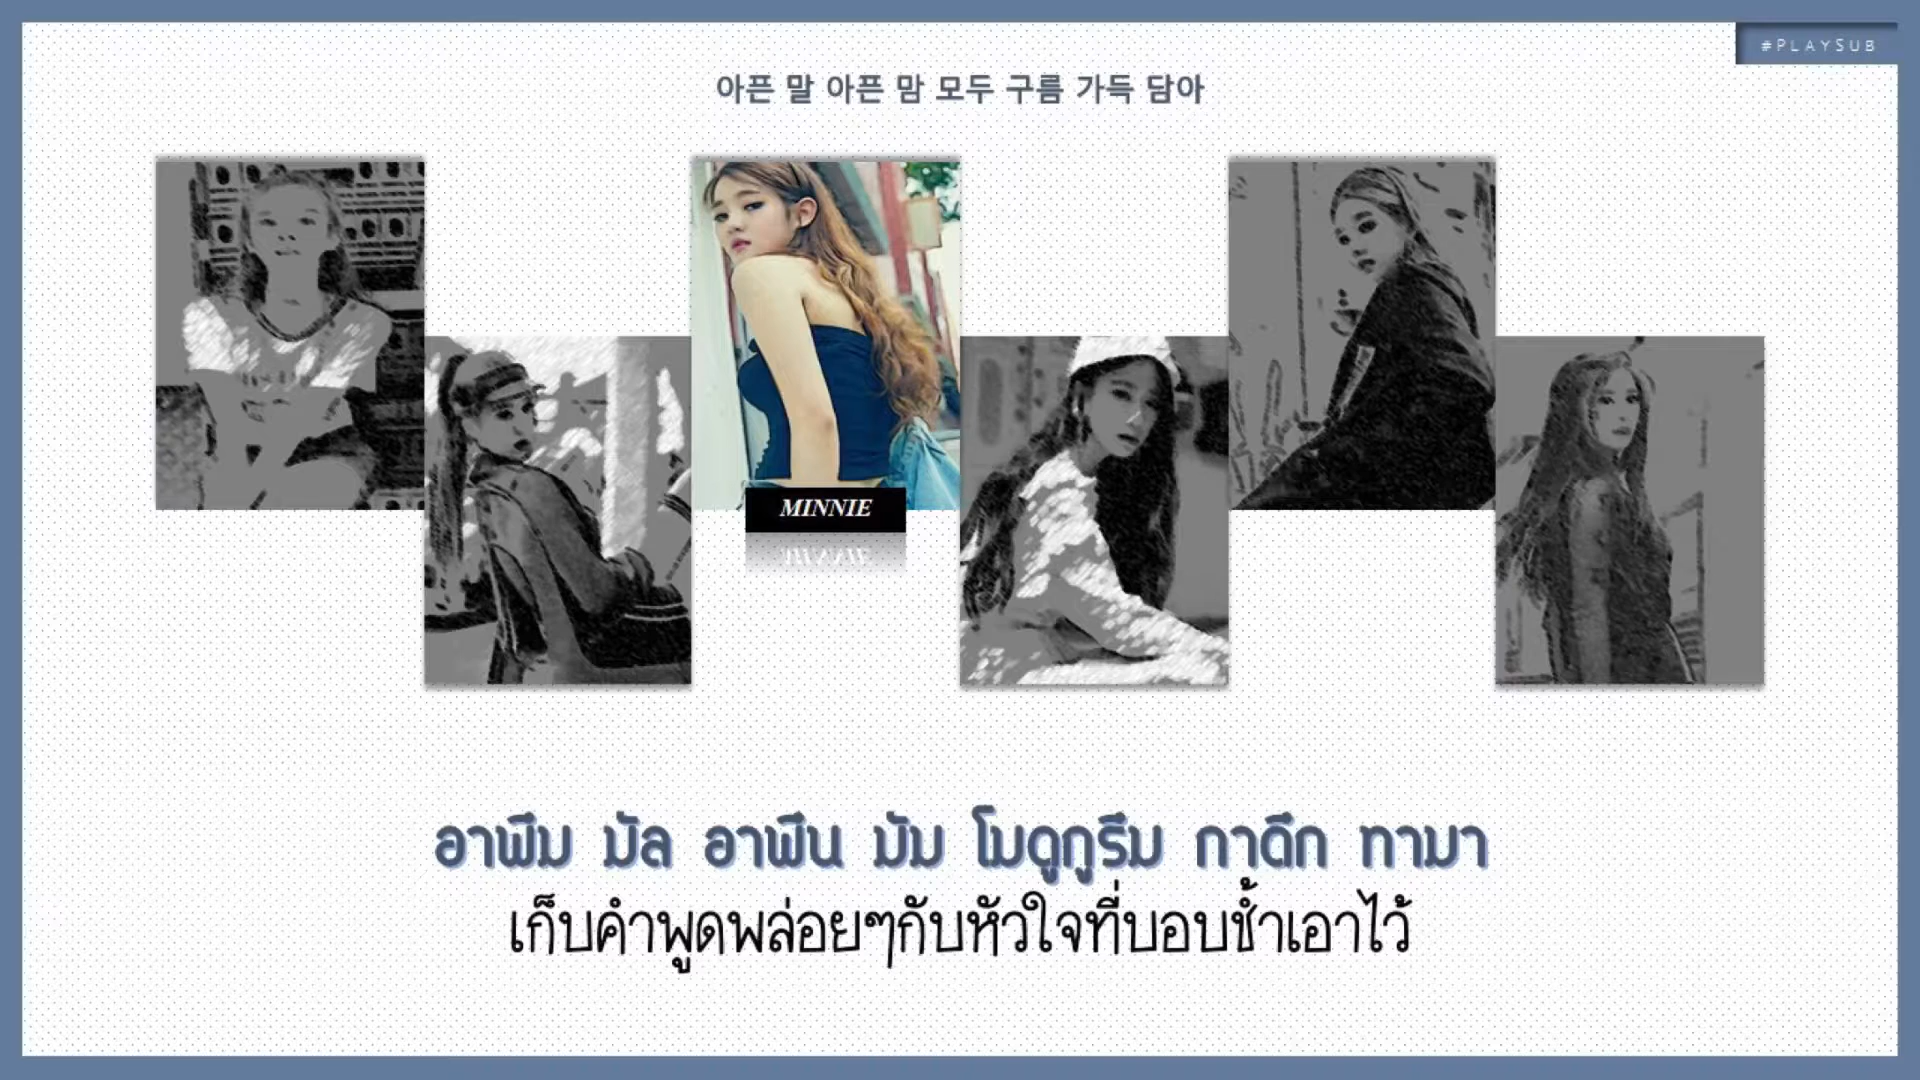 #PLAYSUB
아픈 말 아픈 맘 모두 구름 가득 담아
MINNIE
อาพึม มัล อาพึน มัม โมดูกูรึม กาดึก ทามา
เก็บคำพูดพล่อยๆกับหัวใจที่บอบช้ำเอาไว้